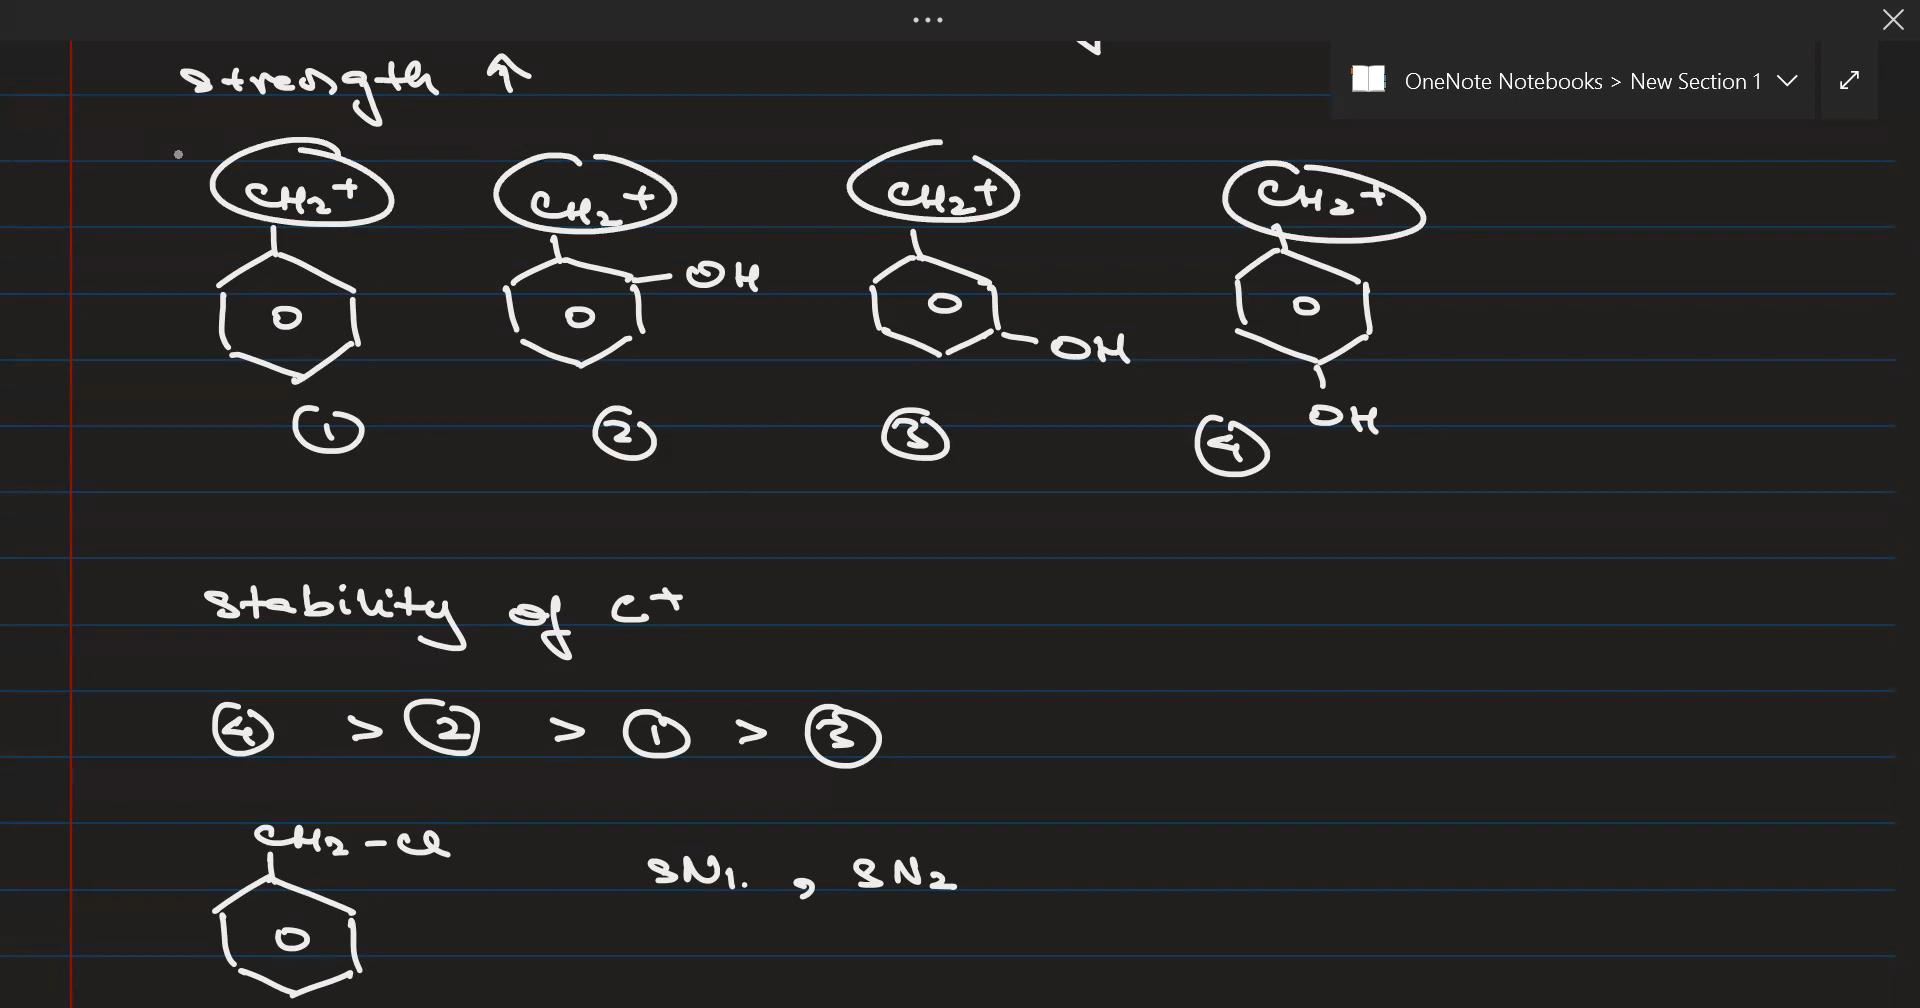 strength ↑
OneNote Notebooks > New Section 1
CH2+ CH2+ CH2+ CH2+
OH
OH
OH
① ② ③ ④
stability of C+
④ > ② > ① > ③
CH2-Cl
SN1. , SN2